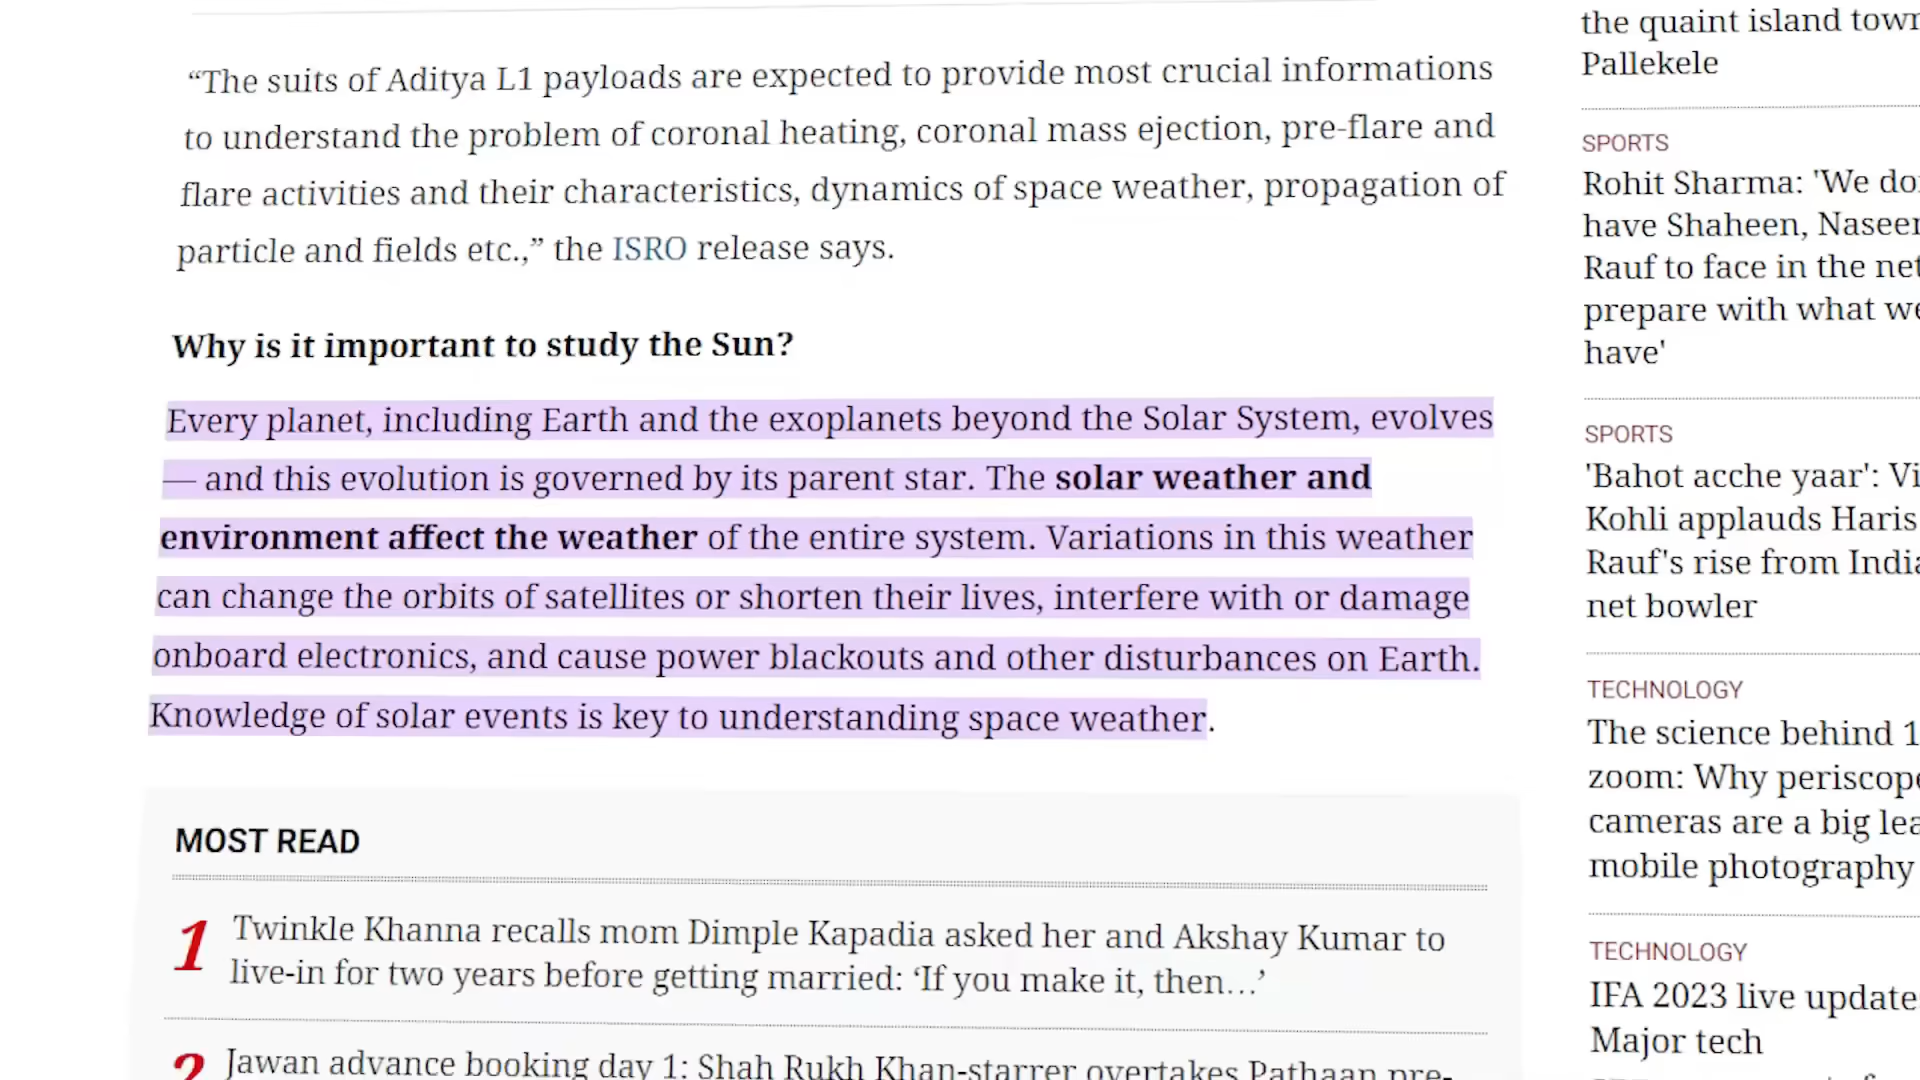 “The suits of Aditya L1 payloads are expected to provide most crucial informations
to understand the problem of coronal heating, coronal mass ejection, pre-flare and
flare activities and their characteristics, dynamics of space weather, propagation of
particle and fields etc.,” the ISRO release says.
Why is it important to study the Sun?
Every planet, including Earth and the exoplanets beyond the Solar System, evolves
— and this evolution is governed by its parent star. The solar weather and
environment affect the weather of the entire system. Variations in this weather
can change the orbits of satellites or shorten their lives, interfere with or damage
onboard electronics, and cause power blackouts and other disturbances on Earth.
Knowledge of solar events is key to understanding space weather.
MOST READ
1
Twinkle Khanna recalls mom Dimple Kapadia asked her and Akshay Kumar to
live-in for two years before getting married: ‘If you make it, then…’
2
Jawan advance booking day 1: Shah Rukh Khan-starrer overtakes Pathaan pre-
the quaint island town
Pallekele
SPORTS
Rohit Sharma: 'We do
have Shaheen, Naseer
Rauf to face in the
prepare with what
have'
SPORTS
'Bahot acche yaar':
Kohli applauds Haris
Rauf's rise from
net bowler
TECHNOLOGY
The science behind
zoom: Why
cameras are a big
mobile photography
TECHNOLOGY
IFA 2023 live
Major tech